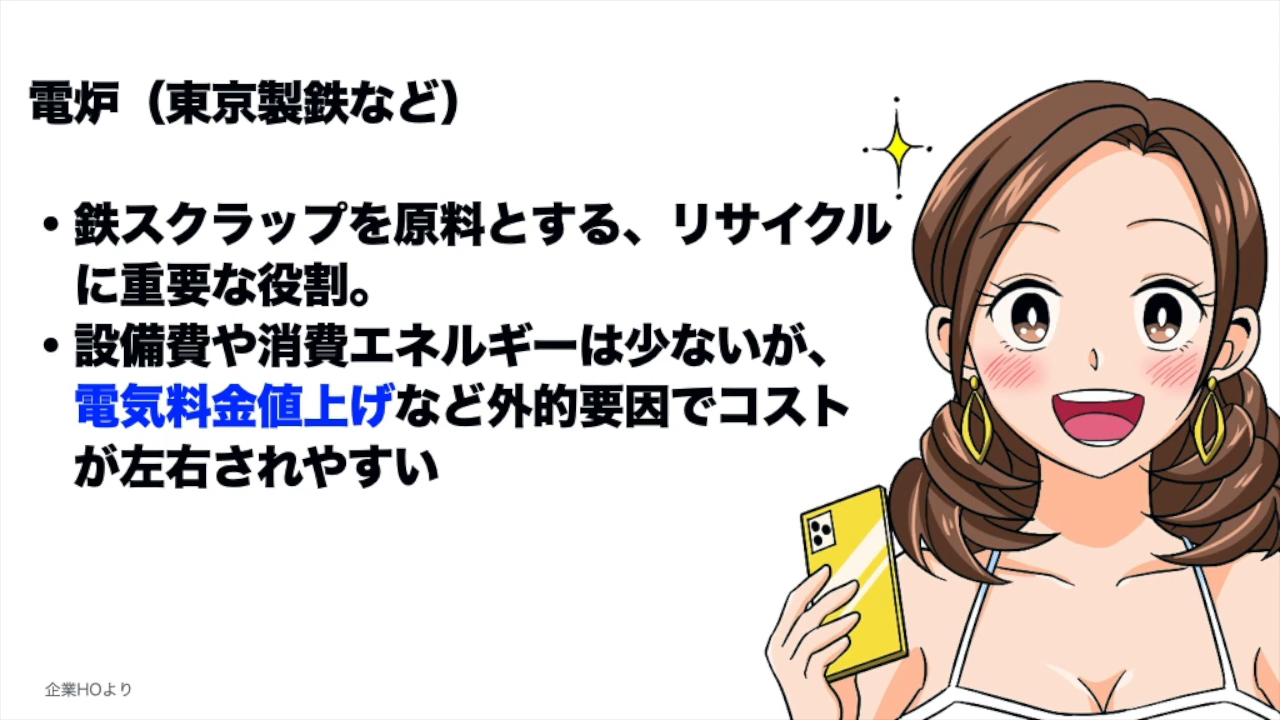 電炉（東京製鉄など）
・鉄スクラップを原料とする、リサイクル
に重要な役割。
・設備費や消費エネルギーは少ないが、
電気料金値上げなど外的要因でコスト
が左右されやすい
企業HOより